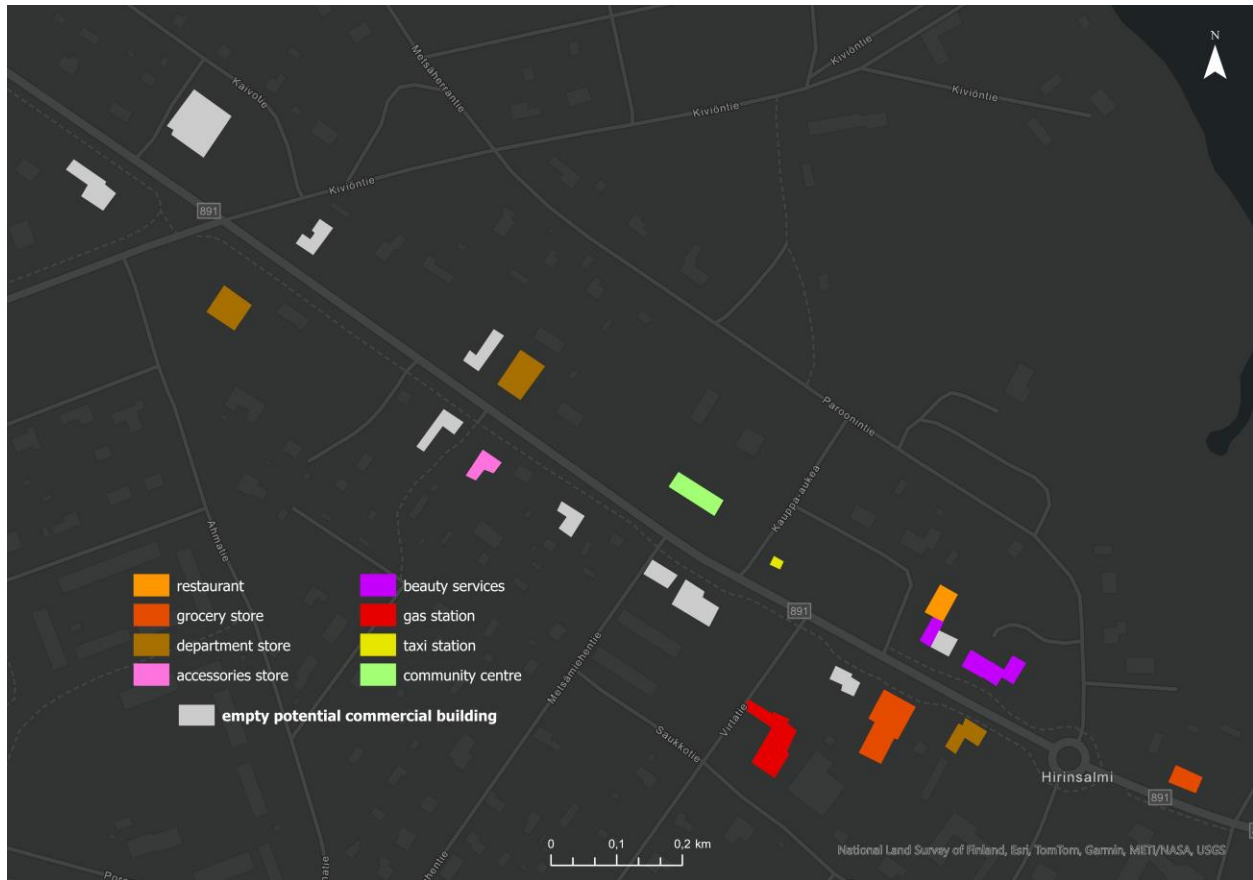 N
Kiviöntie
Metsäherrantie
Kaivotie
Kiviöntie
Kiviöntie
Kiviöntie
891
Paroonintie
Kauppa-aukea
Ahmatie
restaurant
grocery store
department store
accessories store
beauty services
gas station
taxi station
community centre
empty potential commercial building
891
Metsämiehentie
Virtatie
Saukkotie
Hirinsalmi
891
0 0,1 0,2 km
National Land Survey of Finland, Esri, TomTom, Garmin, METI/NASA, USGS